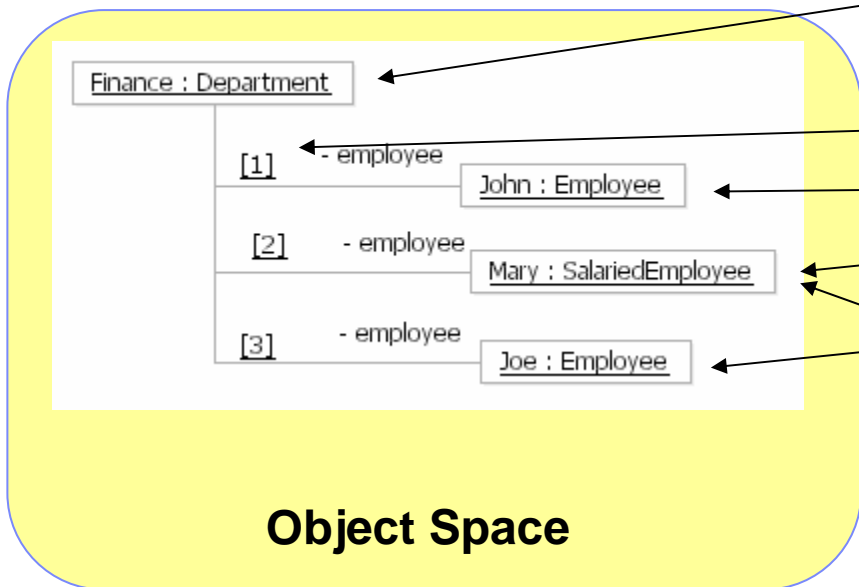 Finance : Department
[1] - employee
John : Employee
[2] - employee
Mary : SalariedEmployee
[3] - employee
Joe : Employee
Object Space